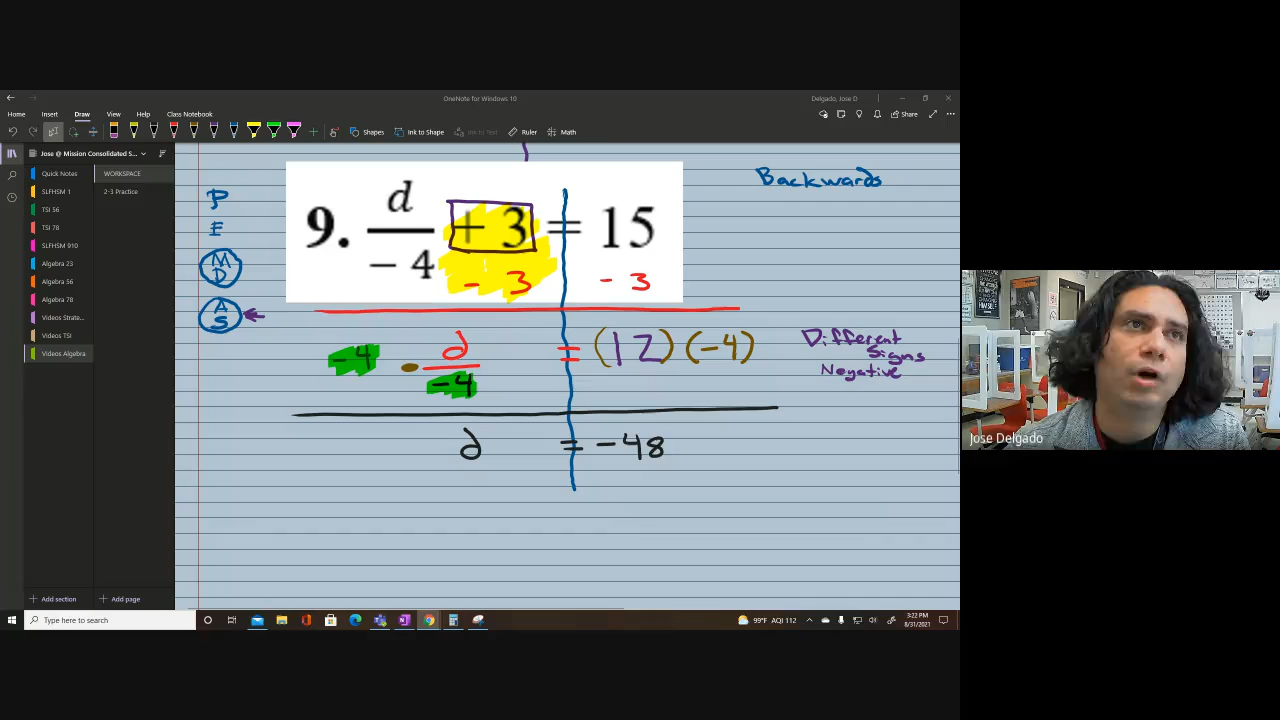 OneNote for Windows 10
Delgado, Jose D
Home Insert Draw View Help Class Notebook
Share
Shapes Ink to Shape Ink to Text Ruler Math
Jose @ Mission Consolidated S...
WORKSPACE
2-3 Practice
Quick Notes
SLFHSM 1
TSI 56
TSI 78
SLFHSM 910
Algebra 23
Algebra 56
Algebra 78
Videos Strate...
Videos TSI
Videos Algebra
Add section
Add page
P
E
M
D
A
S
Backwards
9. d/-4 + 3 = 15
- 3 - 3
-4 · d/-4 = (12)(-4)
Different
Signs
Negative
d = -48
Jose Delgado
Type here to search
99°F AQI 112
3:22 PM
8/31/2021